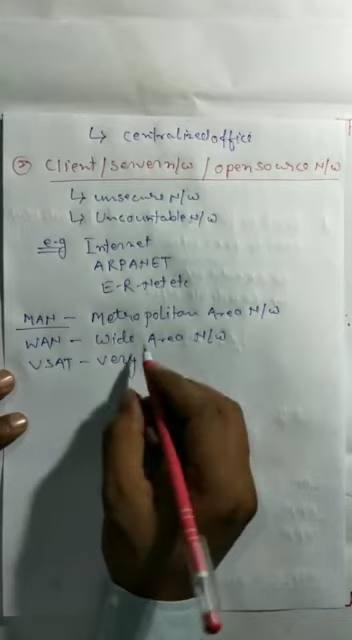 ↳ centralized office
② Client/server n/w / open source N/w
↳ unsecure N/w
↳ Uncountable N/w
e-g Internet
ARPANET
E-R-Net etc
MAN - Metropolitan Area N/w
WAN - Wide Area N/w
VSAT - Very